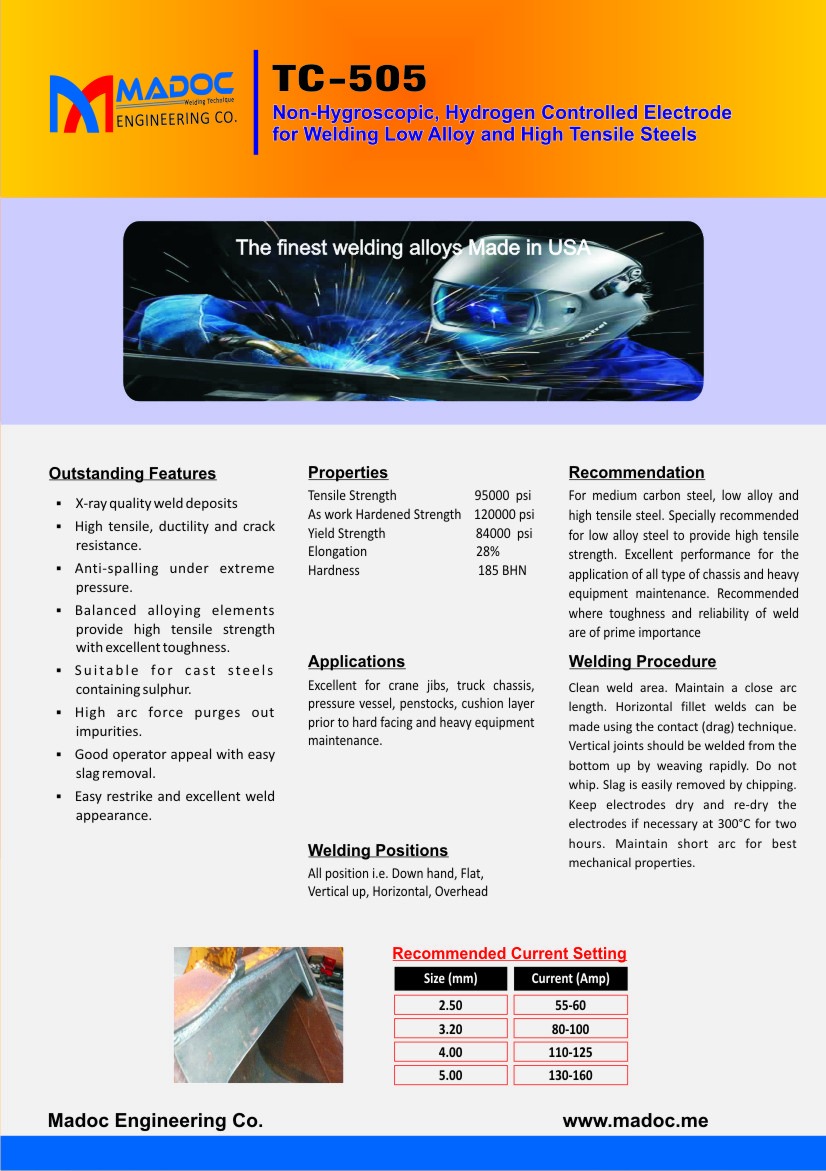 MADOC
Welding Technique
ENGINEERING CO.
TC-505
Non-Hygroscopic, Hydrogen Controlled Electrode
for Welding Low Alloy and High Tensile Steels
The finest welding alloys Made in USA
optrel
Outstanding Features
▪ X-ray quality weld deposits
▪ High tensile, ductility and crack
resistance.
▪ Anti-spalling under extreme
pressure.
▪ Balanced alloying elements
provide high tensile strength
with excellent toughness.
▪ Suitable for cast steels
containing sulphur.
▪ High arc force purges out
impurities.
▪ Good operator appeal with easy
slag removal.
▪ Easy restrike and excellent weld
appearance.
Properties
Tensile Strength 95000 psi
As work Hardened Strength 120000 psi
Yield Strength 84000 psi
Elongation 28%
Hardness 185 BHN
Applications
Excellent for crane jibs, truck chassis,
pressure vessel, penstocks, cushion layer
prior to hard facing and heavy equipment
maintenance.
Welding Positions
All position i.e. Down hand, Flat,
Vertical up, Horizontal, Overhead
Recommendation
For medium carbon steel, low alloy and
high tensile steel. Specially recommended
for low alloy steel to provide high tensile
strength. Excellent performance for the
application of all type of chassis and heavy
equipment maintenance. Recommended
where toughness and reliability of weld
are of prime importance
Welding Procedure
Clean weld area. Maintain a close arc
length. Horizontal fillet welds can be
made using the contact (drag) technique.
Vertical joints should be welded from the
bottom up by weaving rapidly. Do not
whip. Slag is easily removed by chipping.
Keep electrodes dry and re-dry the
electrodes if necessary at 300°C for two
hours. Maintain short arc for best
mechanical properties.
Recommended Current Setting
Size (mm) Current (Amp)
2.50 55-60
3.20 80-100
4.00 110-125
5.00 130-160
Madoc Engineering Co. www.madoc.me